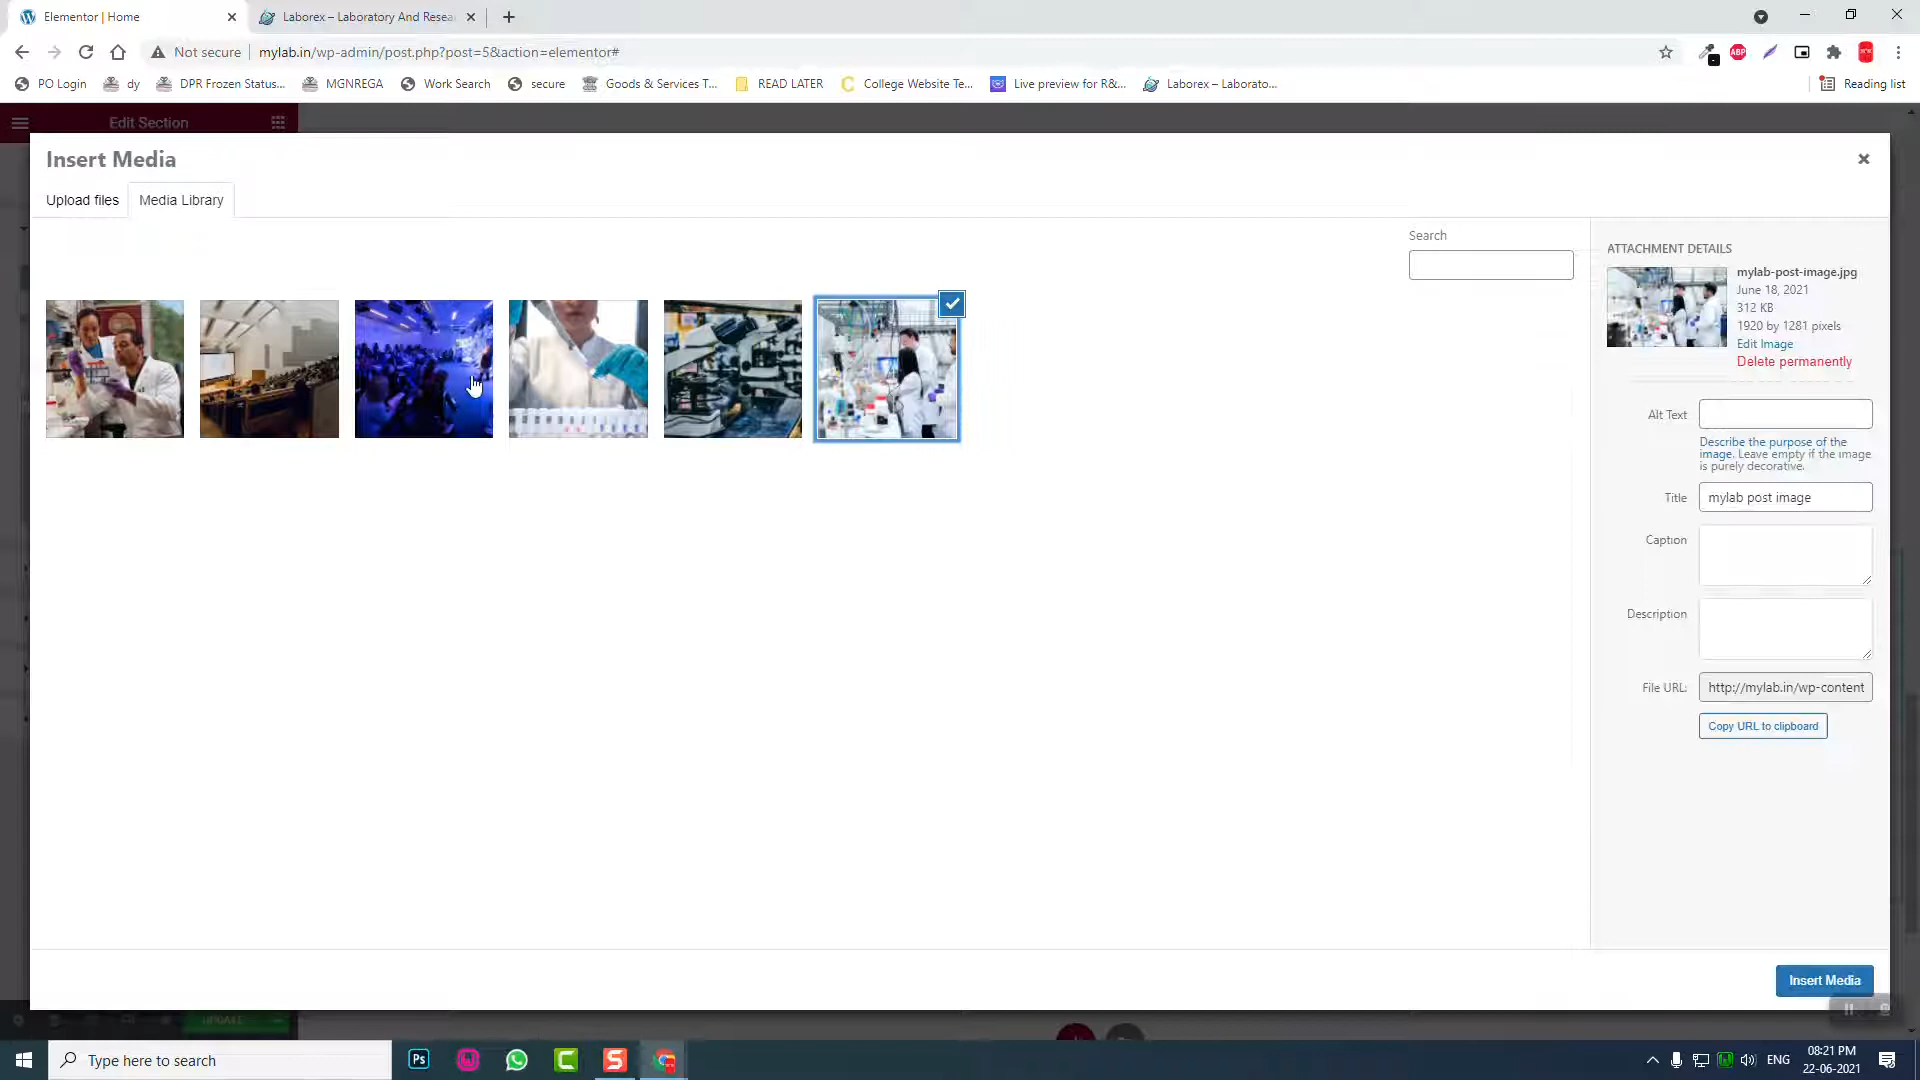 Elementor | Home
Laborex – Laboratory And Resea
Not secure
mylab.in/wp-admin/post.php?post=5&action=elementor#
ABP
PO Login
dy
DPR Frozen Status...
MGNREGA
Work Search
secure
Goods & Services T...
READ LATER
College Website Te...
Live preview for R&...
Laborex – Laborato...
Reading list
Edit Section
Insert Media
Upload files
Media Library
Search
ATTACHMENT DETAILS
mylab-post-image.jpg
June 18, 2021
312 KB
1920 by 1281 pixels
Edit Image
Delete permanently
Alt Text
Describe the purpose of the
image. Leave empty if the image
is purely decorative.
Title
mylab post image
Caption
Description
File URL:
http://mylab.in/wp-content
Copy URL to clipboard
Insert Media
UPDATE
Type here to search
Ps
ENG
08:21 PM
22-06-2021